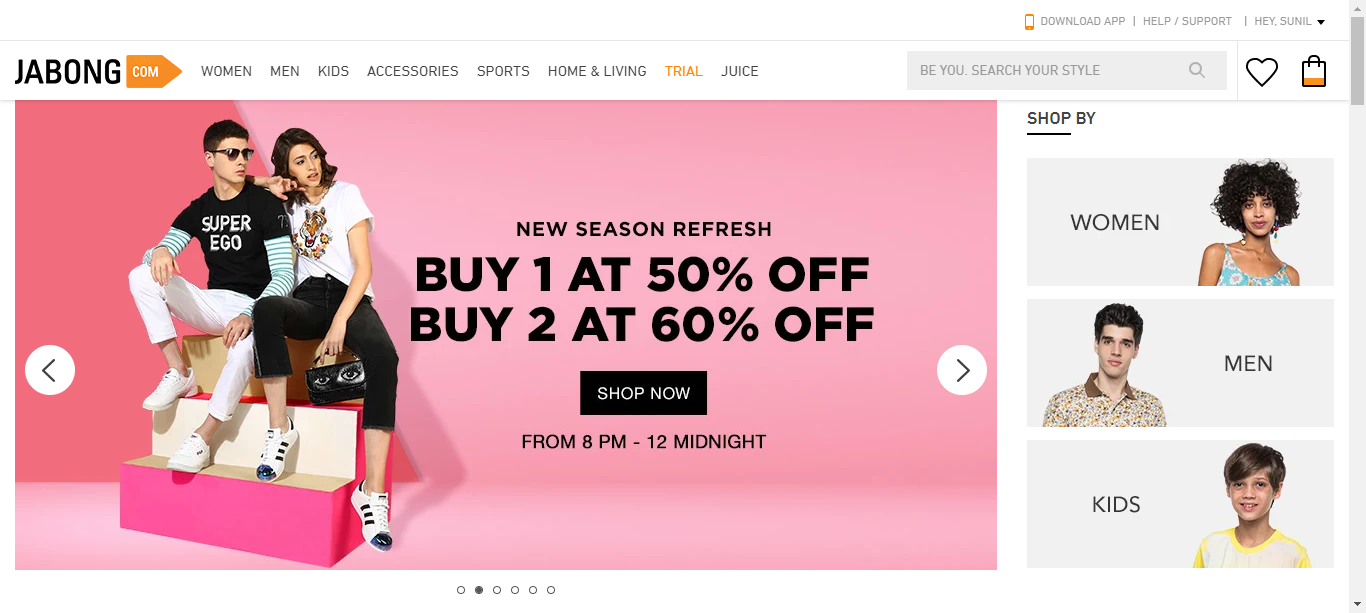 DOWNLOAD APP | HELP / SUPPORT | HEY, SUNIL
JABONG COM
WOMEN MEN KIDS ACCESSORIES SPORTS HOME & LIVING TRIAL JUICE
BE YOU. SEARCH YOUR STYLE
SUPER
EGO
NEW SEASON REFRESH
BUY 1 AT 50% OFF
BUY 2 AT 60% OFF
SHOP NOW
FROM 8 PM - 12 MIDNIGHT
SHOP BY
WOMEN
MEN
KIDS